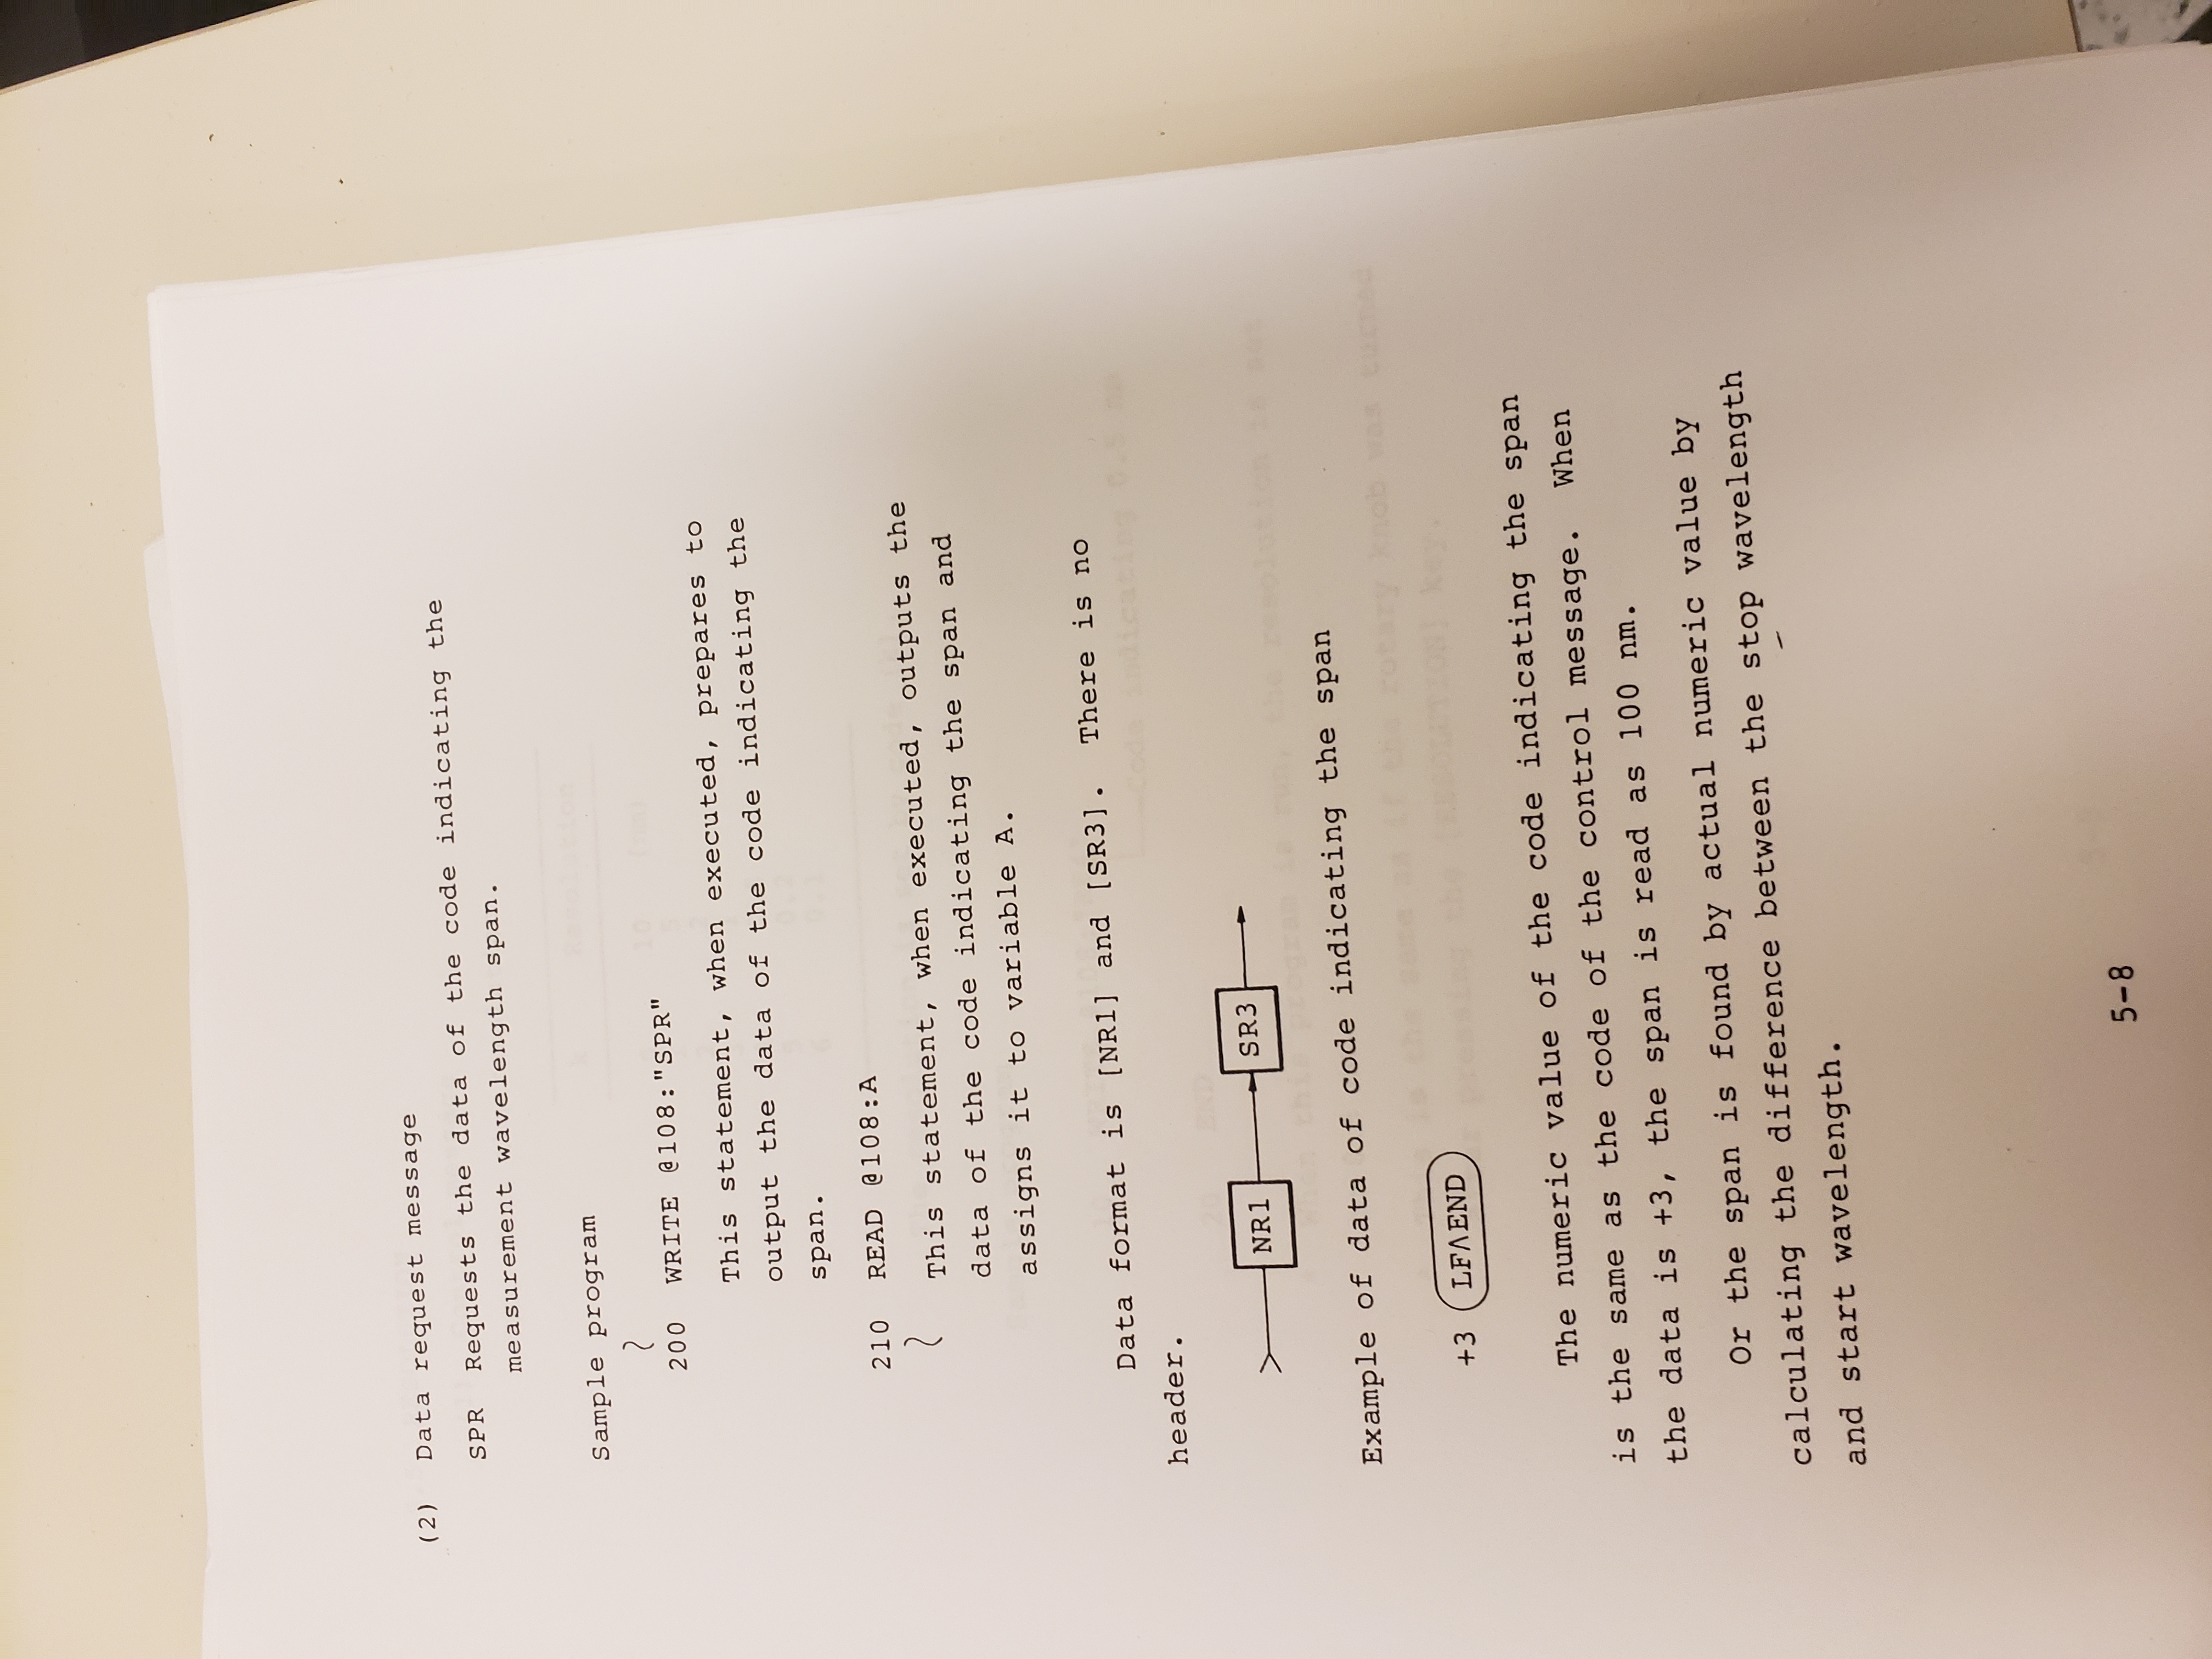 (2) Data request message
SPR Requests the data of the code indicating the
measurement wavelength span.
Sample program
200 WRITE @108:"SPR"
This statement, when executed, prepares to
output the data of the code indicating the
span.
210 READ @108:A
This statement, when executed, outputs the
data of the code indicating the span and
assigns it to variable A.
Data format is [NR1] and [SR3]. There is no
header.
NR1 SR3
Example of data of code indicating the span
+3 LFΛEND
The numeric value of the code indicating the span
is the same as the code of the control message. When
the data is +3, the span is read as 100 nm.
Or the span is found by actual numeric value by
calculating the difference between the stop wavelength
and start wavelength.
5-8